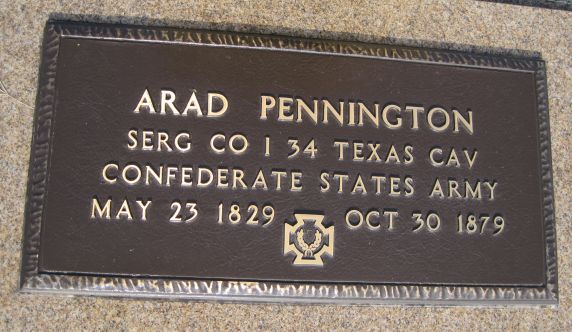 ARAD PENNINGTON
SERG CO I 34 TEXAS CAV
CONFEDERATE STATES ARMY
MAY 23 1829 OCT 30 1879